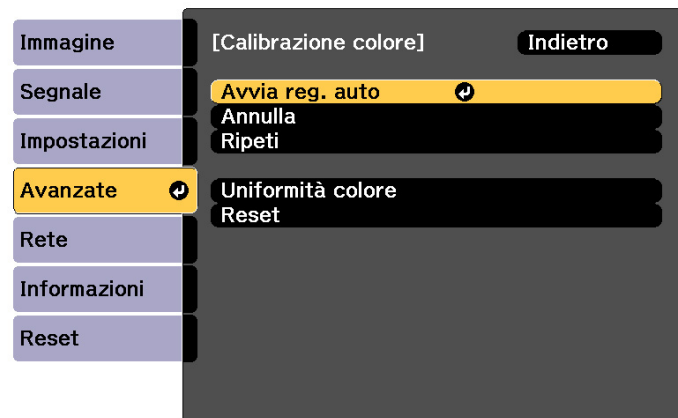 Immagine
Segnale
Impostazioni
Avanzate
Rete
Informazioni
Reset
[Calibrazione colore] Indietro
Avvia reg. auto
Annulla
Ripeti
Uniformità colore
Reset